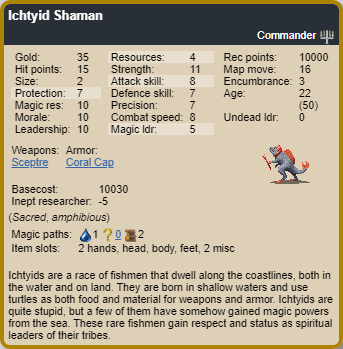 Ichtyid Shaman
Commander
Gold: 35 Resources: 4 Rec points: 10000
Hit points: 15 Strength: 11 Map move: 16
Size: 2 Attack skill: 8 Encumbrance: 3
Protection: 7 Defence skill: 7 Age: 22
Magic res: 10 Precision: 7 (50)
Morale: 10 Combat speed: 8 Undead ldr: 0
Leadership: 10 Magic ldr: 5
Weapons: Armor:
Sceptre Coral Cap
Basecost: 10030
Inept researcher: -5
(Sacred, amphibious)
Magic paths: 1 ? 0 2
Item slots: 2 hands, head, body, feet, 2 misc
Ichtyids are a race of fishmen that dwell along the coastlines, both in
the water and on land. They are born in shallow waters and use
turtles as both food and material for weapons and armor. Ichtyids are
quite stupid, but a few of them have somehow gained magic powers
from the sea. These rare fishmen gain respect and status as spiritual
leaders of their tribes.